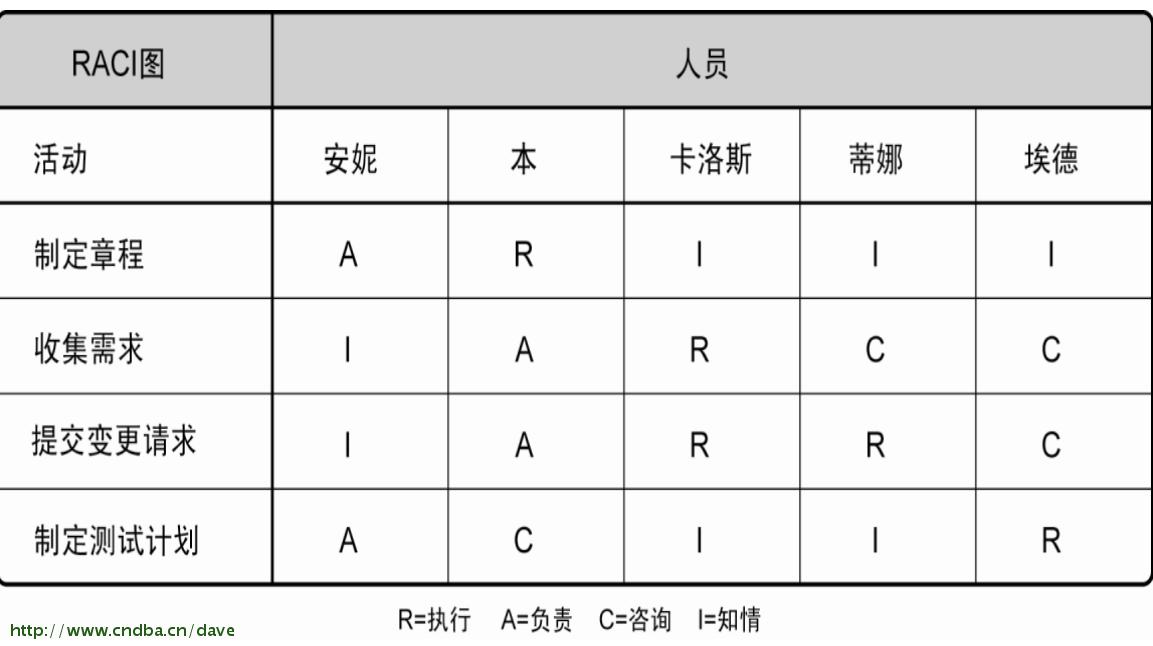 RACI图 人员
活动 安妮 本 卡洛斯 蒂娜 埃德
制定章程 A R I I I
收集需求 I A R C C
提交变更请求 I A R R C
制定测试计划 A C I I R
R=执行 A=负责 C=咨询 I=知情
http://www.cndba.cn/dave